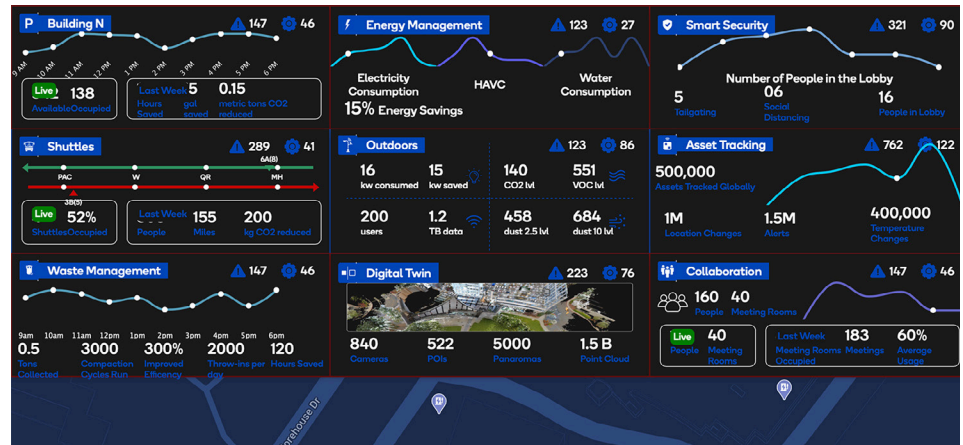 Building N 147 46
9 AM 10 AM 11 AM 12 PM 1 PM 2 PM 3 PM 4 PM 5 PM 6 PM
Live 138
Available Occupied
Last Week 5 0.15
Hours Saved gal saved metric tons CO2 reduced
Energy Management 123 27
Electricity Consumption
HAVC
Water Consumption
15% Energy Savings
Smart Security 321 90
Number of People in the Lobby
5 06 16
Tailgating Social Distancing People in Lobby
Shuttles 289 41
6A(8)
PAC W QR MH
3B(5)
Live 52%
Shuttles Occupied
Last Week 155 200
People Miles kg CO2 reduced
Outdoors 123 86
16 15 140 551
kw consumed kw saved CO2 lvl VOC lvl
200 1.2 458 684
users TB data dust 2.5 lvl dust 10 lvl
Asset Tracking 762 122
500,000
Assets Tracked Globally
1M 1.5M 400,000
Location Changes Alerts Temperature Changes
Waste Management 147 46
9am 10am 11am 12pm 1pm 2pm 3pm 4pm 5pm 6pm
0.5 3000 300% 2000 120
Tons Collected Compaction Cycles Run Improved Efficency Throw-ins per day Hours Saved
Digital Twin 223 76
840 522 5000 1.5 B
Cameras POIs Panaromas Point Cloud
Collaboration 147 46
160 40
People Meeting Rooms
Live 40
People Meeting Rooms
Last Week 183 60%
Meeting Rooms Occupied Meetings Average Usage
orehouse Dr